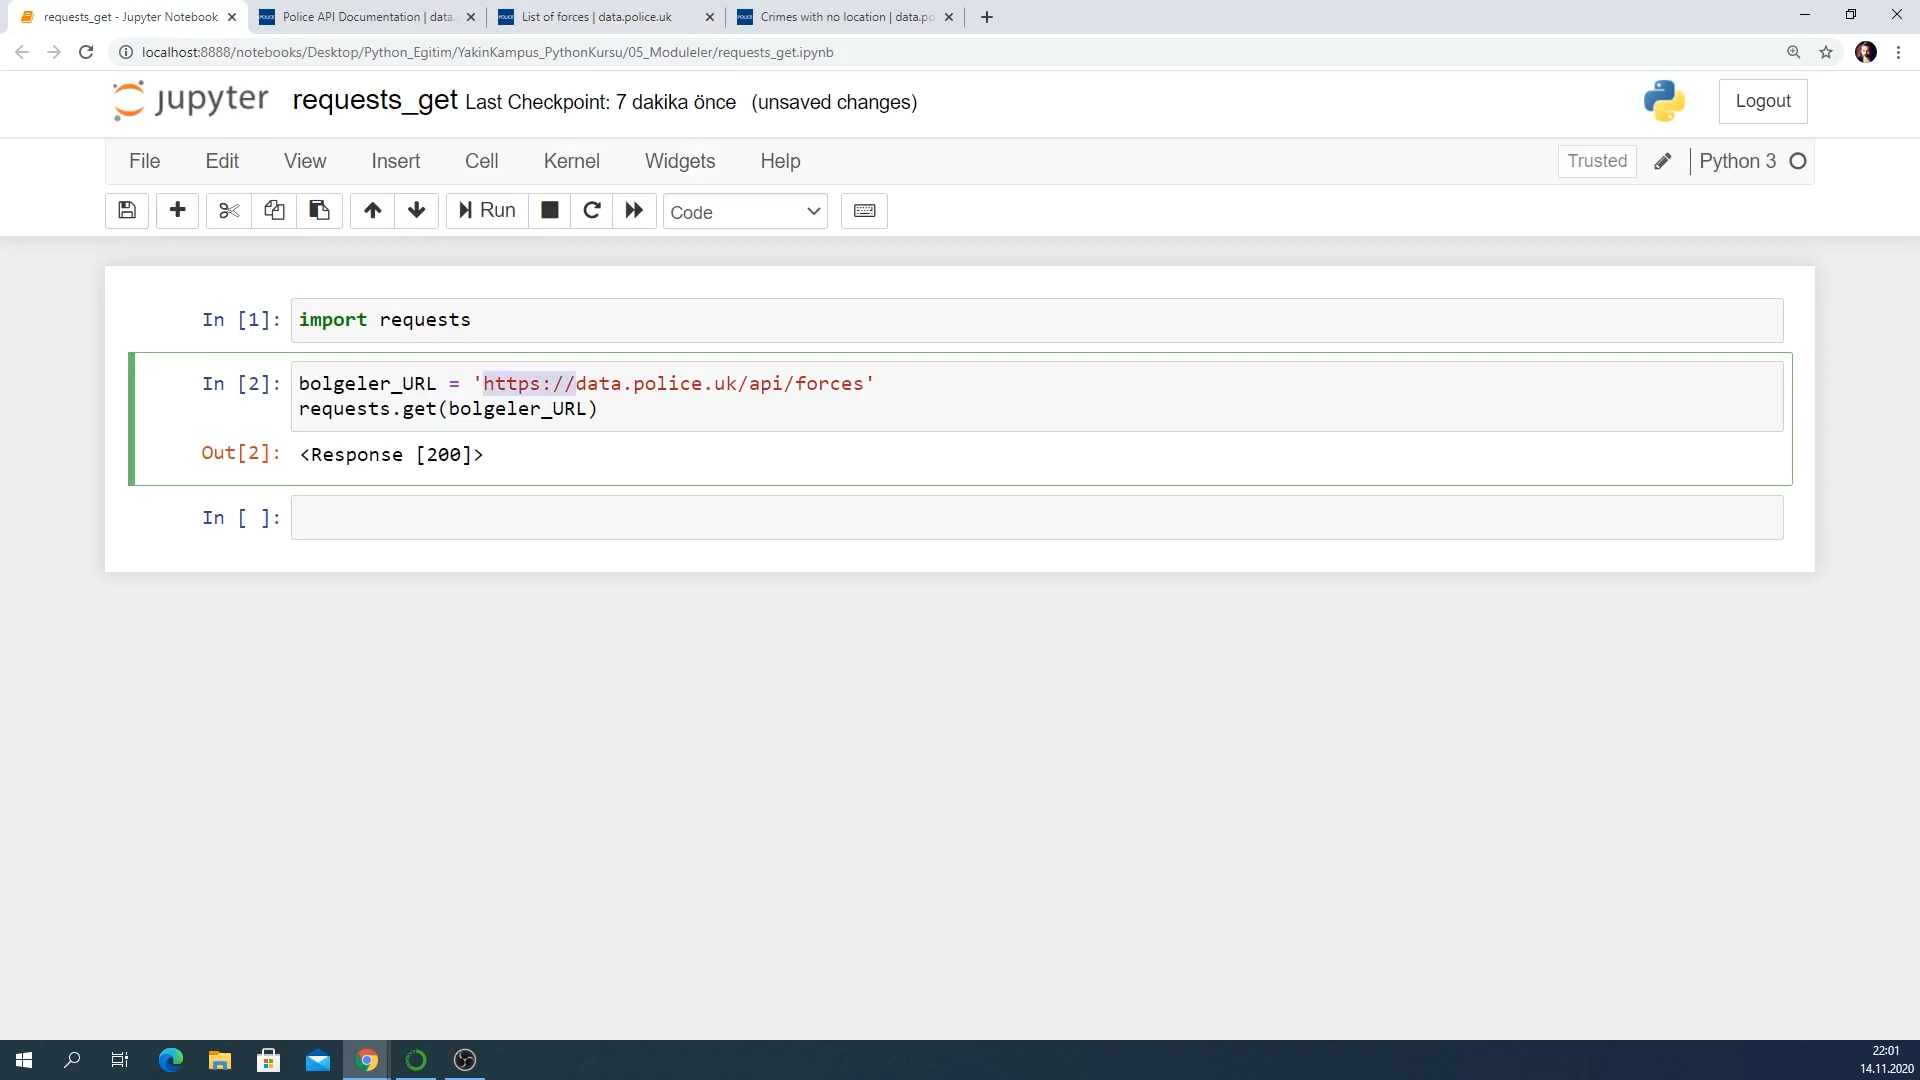 requests_get - Jupyter Notebook
Police API Documentation | data.
List of forces | data.police.uk
Crimes with no location | data.po
localhost:8888/notebooks/Desktop/Python_Egitim/YakinKampus_PythonKursu/05_Moduleler/requests_get.ipynb
jupyter requests_get Last Checkpoint: 7 dakika önce (unsaved changes)
Logout
File Edit View Insert Cell Kernel Widgets Help
Trusted Python 3
Run Code
In [1]: import requests
In [2]: bolgeler_URL = 'https://data.police.uk/api/forces'
requests.get(bolgeler_URL)
Out[2]: <Response [200]>
In [ ]:
22:01
14.11.2020